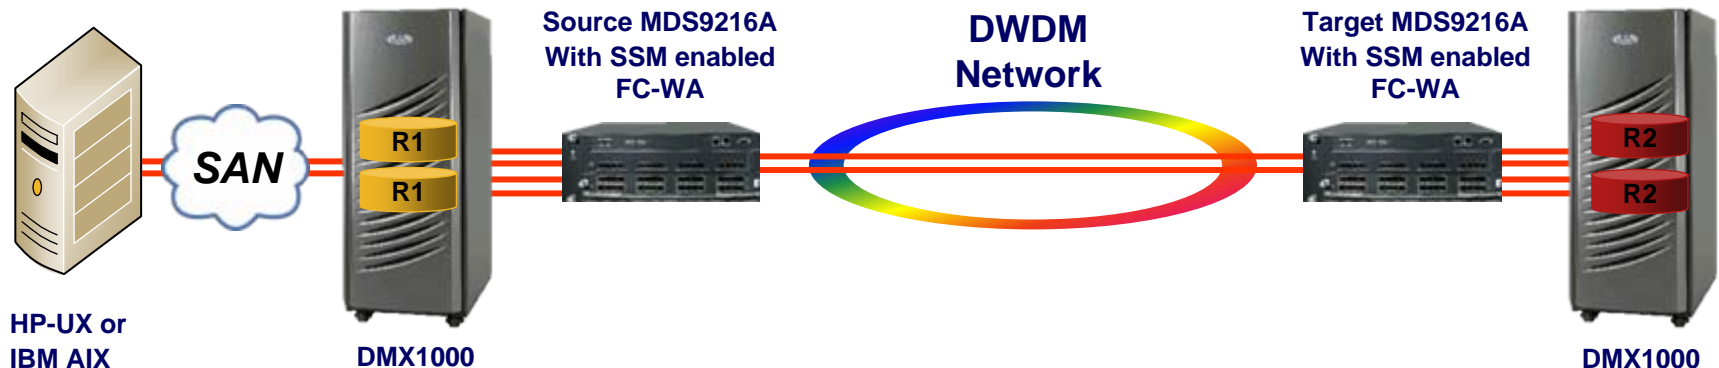 Source MDS9216A
With SSM enabled
FC-WA
DWDM
Network
Target MDS9216A
With SSM enabled
FC-WA
SAN
R1
R1
R2
R2
HP-UX or
IBM AIX
DMX1000
DMX1000